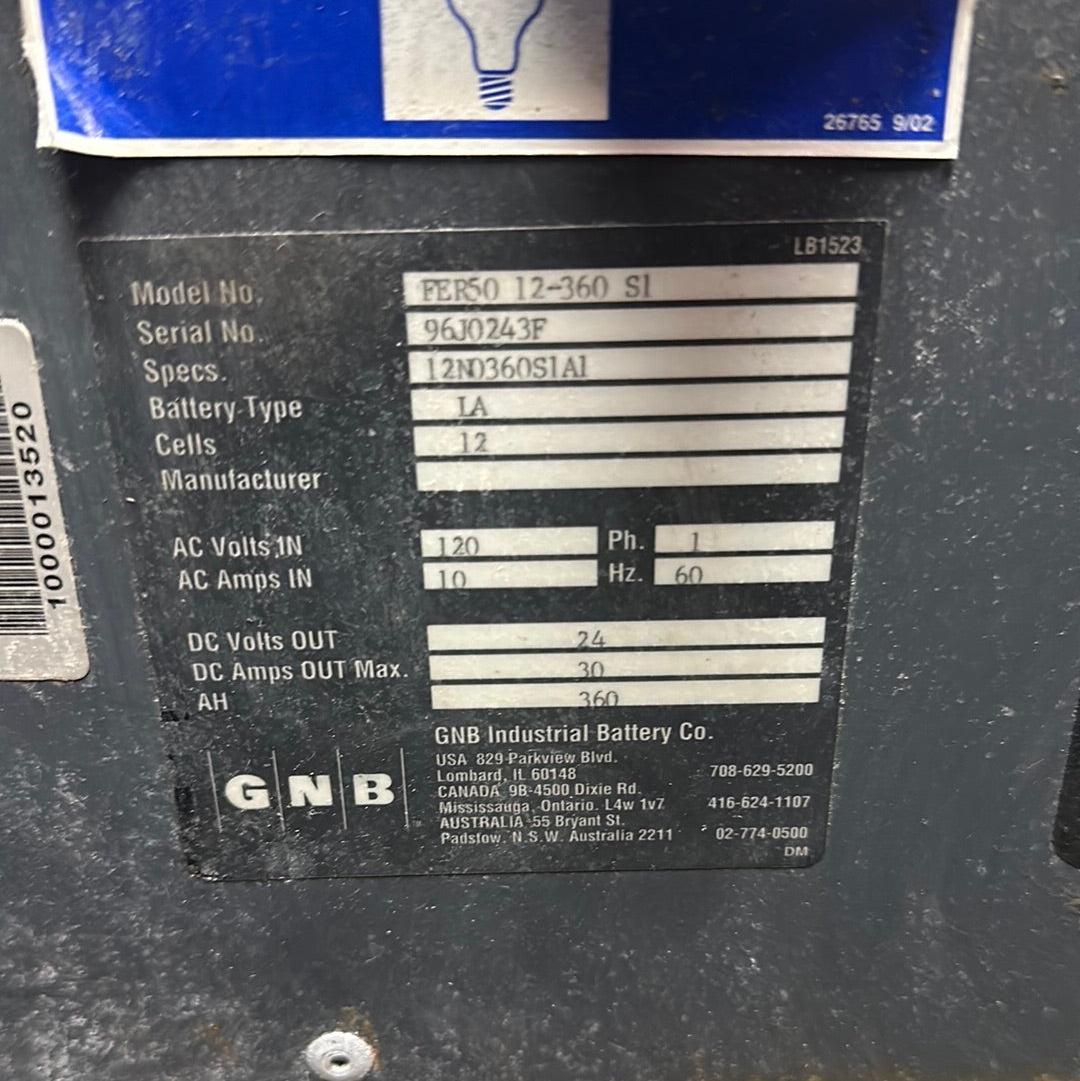 26765 9/02
LB1523
Model No. FER50 12-360 S1
Serial No. 96J0243F
Specs. 12N0360S1A1
Battery Type LA
Cells 12
Manufacturer
AC Volts IN 120 Ph. 1
AC Amps IN 10 Hz. 60
DC Volts OUT 24
DC Amps OUT Max. 30
AH 360
GNB
GNB Industrial Battery Co.
USA 829 Parkview Blvd.
Lombard, IL 60148 708-629-5200
CANADA 9B-4500 Dixie Rd.
Mississauga, Ontario. L4w 1v7 416-624-1107
AUSTRALIA 55 Bryant St.
Padstow. N.S.W. Australia 2211 02-774-0500
DM
1000013520